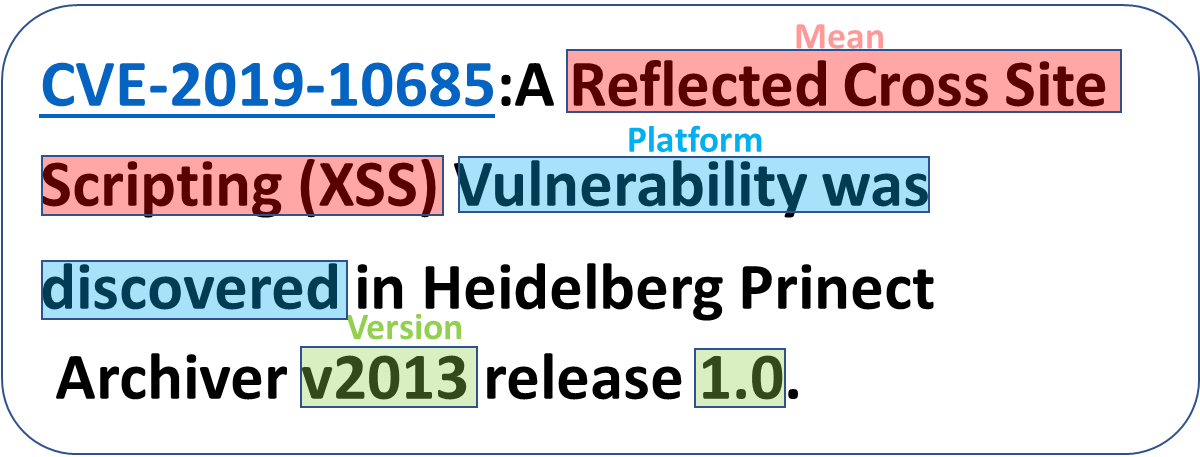 Mean
CVE-2019-10685:A Reflected Cross Site
Platform
Scripting (XSS) Vulnerability was
discovered in Heidelberg Prinect
Version
Archiver v2013 release 1.0.